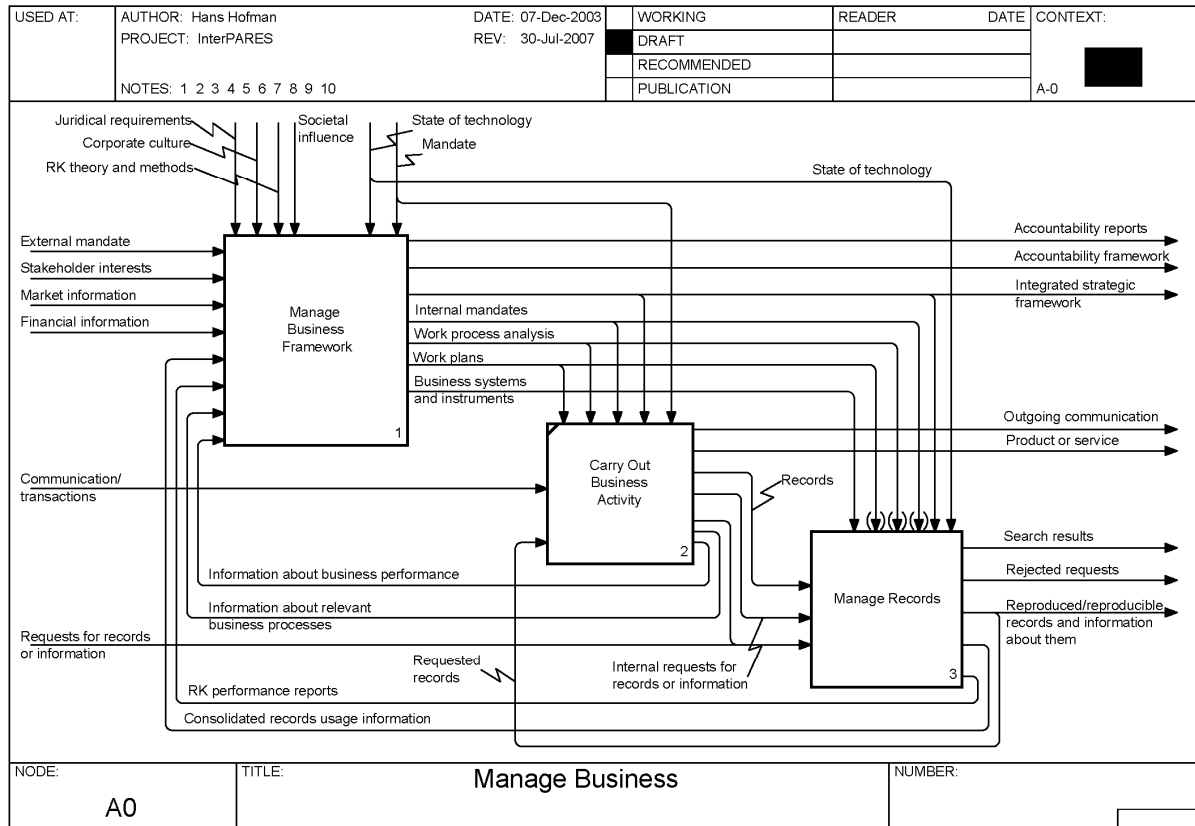 USED AT:
AUTHOR: Hans Hofman
DATE: 07-Dec-2003
WORKING
READER
DATE
CONTEXT:
PROJECT: InterPARES
REV: 30-Jul-2007
DRAFT
RECOMMENDED
NOTES: 1 2 3 4 5 6 7 8 9 10
PUBLICATION
A-0
Juridical requirements
Corporate culture
RK theory and methods
Societal
influence
State of technology
Mandate
State of technology
External mandate
Stakeholder interests
Market information
Financial information
Manage
Business
Framework
1
Accountability reports
Accountability framework
Integrated strategic
framework
Internal mandates
Work process analysis
Work plans
Business systems
and instruments
Communication/
transactions
Carry Out
Business
Activity
2
Outgoing communication
Product or service
Records
Manage Records
3
Search results
Rejected requests
Reproduced/reproducible
records and information
about them
Information about business performance
Information about relevant
business processes
Requests for records
or information
Requested
records
Internal requests for
records or information
RK performance reports
Consolidated records usage information
NODE:
A0
TITLE:
Manage Business
NUMBER: